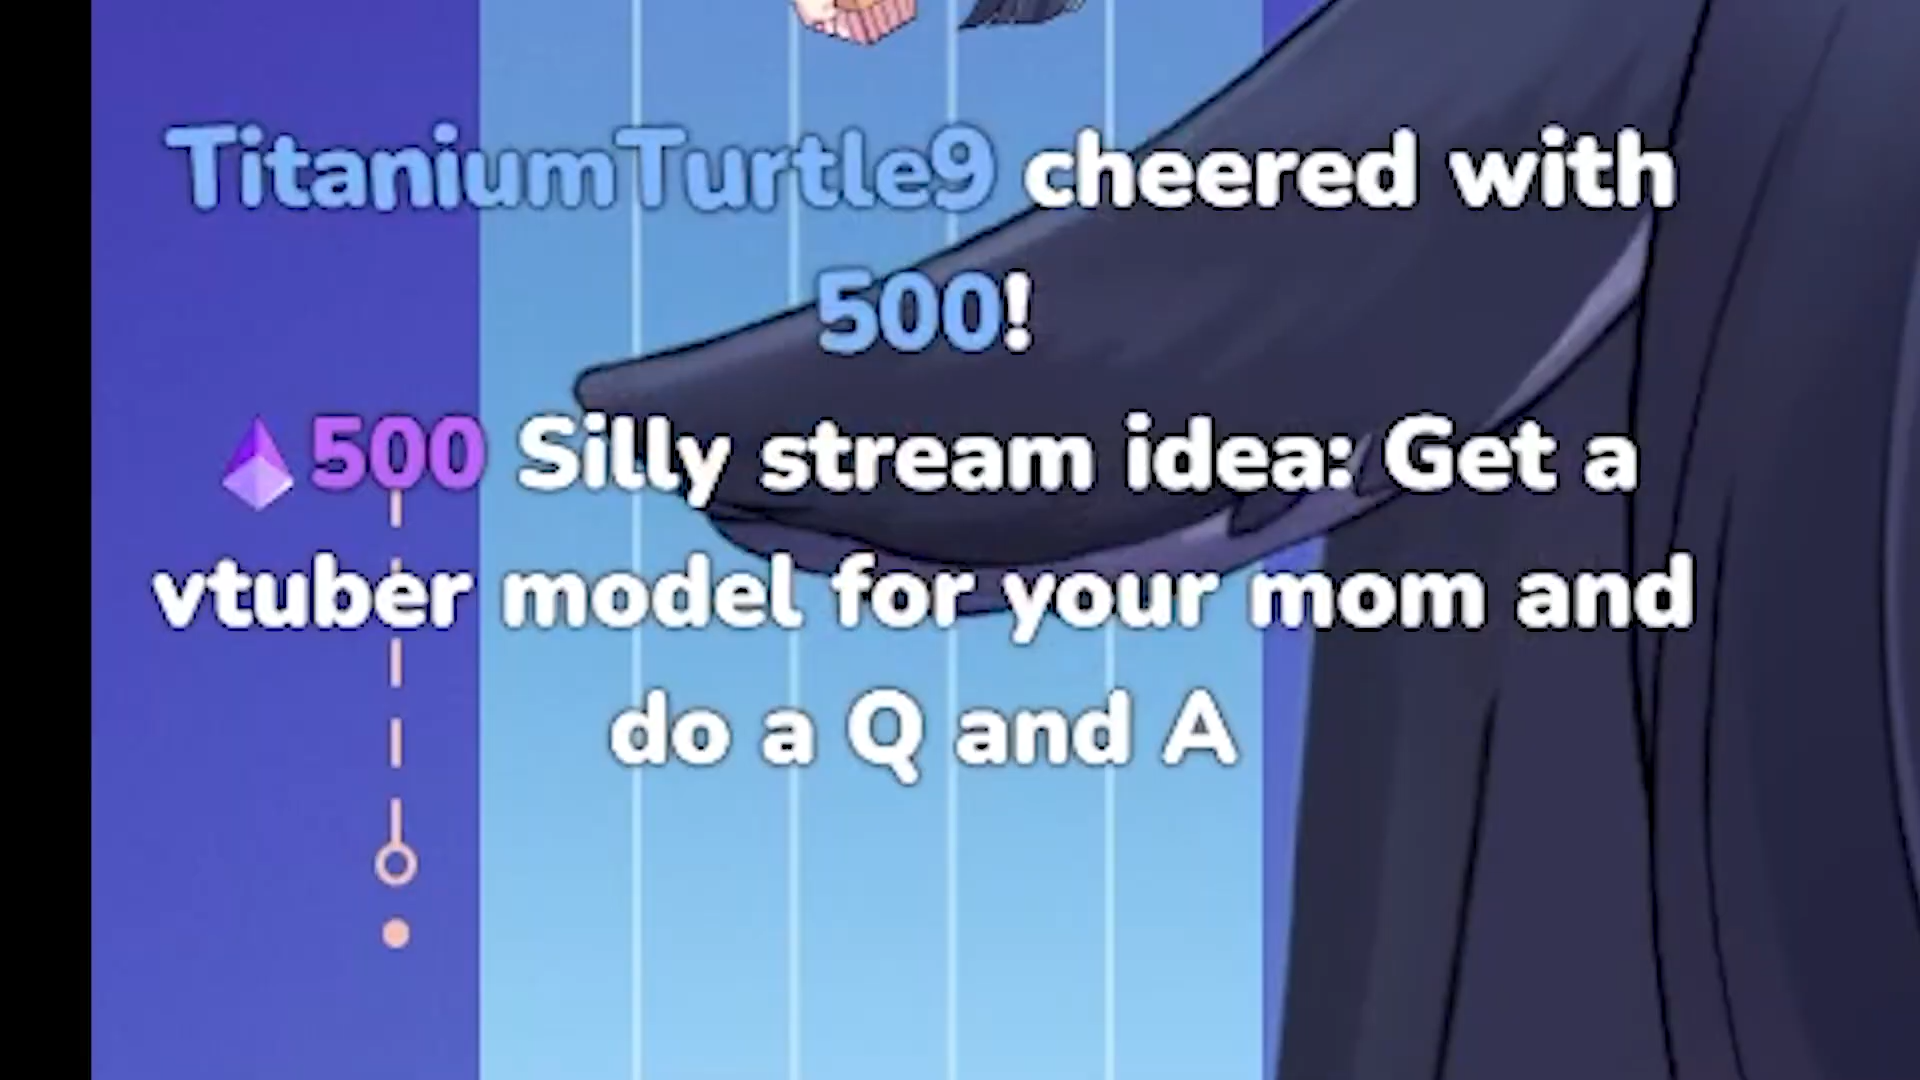 TitaniumTurtle9 cheered with
500!
500 Silly stream idea: Get a
vtuber model for your mom and
do a Q and A